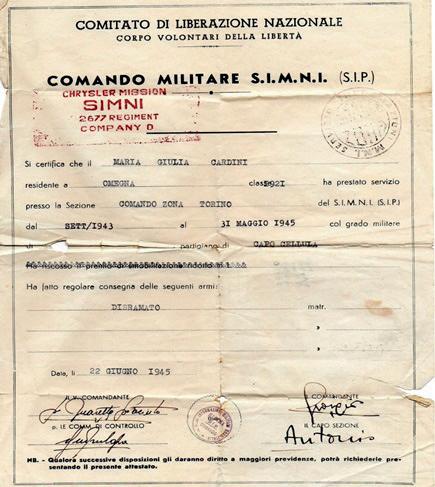 COMITATO DI LIBERAZIONE NAZIONALE
CORPO VOLONTARI DELLA LIBERTÀ
COMANDO MILITARE S.I.M.N.I. (S.I.P.)
CHRYSLER MISSION
SIMNI
2677 REGIMENT
COMPANY D
Si certifica che il MARIA GIULIA CARDINI
residente a OMEGNA classe 1921 ha prestato servizio
presso la Sezione COMANDO ZONA TORINO del S.I.M.N.I. (S.I.P.)
dal SETT/1943 al 31 MAGGIO 1945 col grado militare
di partigiano di CAPO CELLULA
Ha riscosso il premio di smobilitazione
Ha fatto regolare consegna delle seguenti armi:
DISRAMATO matr.
»
»
Data, li 22 GIUGNO 1945
IL V. COMANDANTE
IL COMANDANTE
p. LE COMM. DI CONTROLLO
IL CAPO SEZIONE
Antonio
NB. - Qualora successive disposizioni gli daranno diritto a maggiori previdenze, potrà richiederle pre-
sentando il presente attestato.